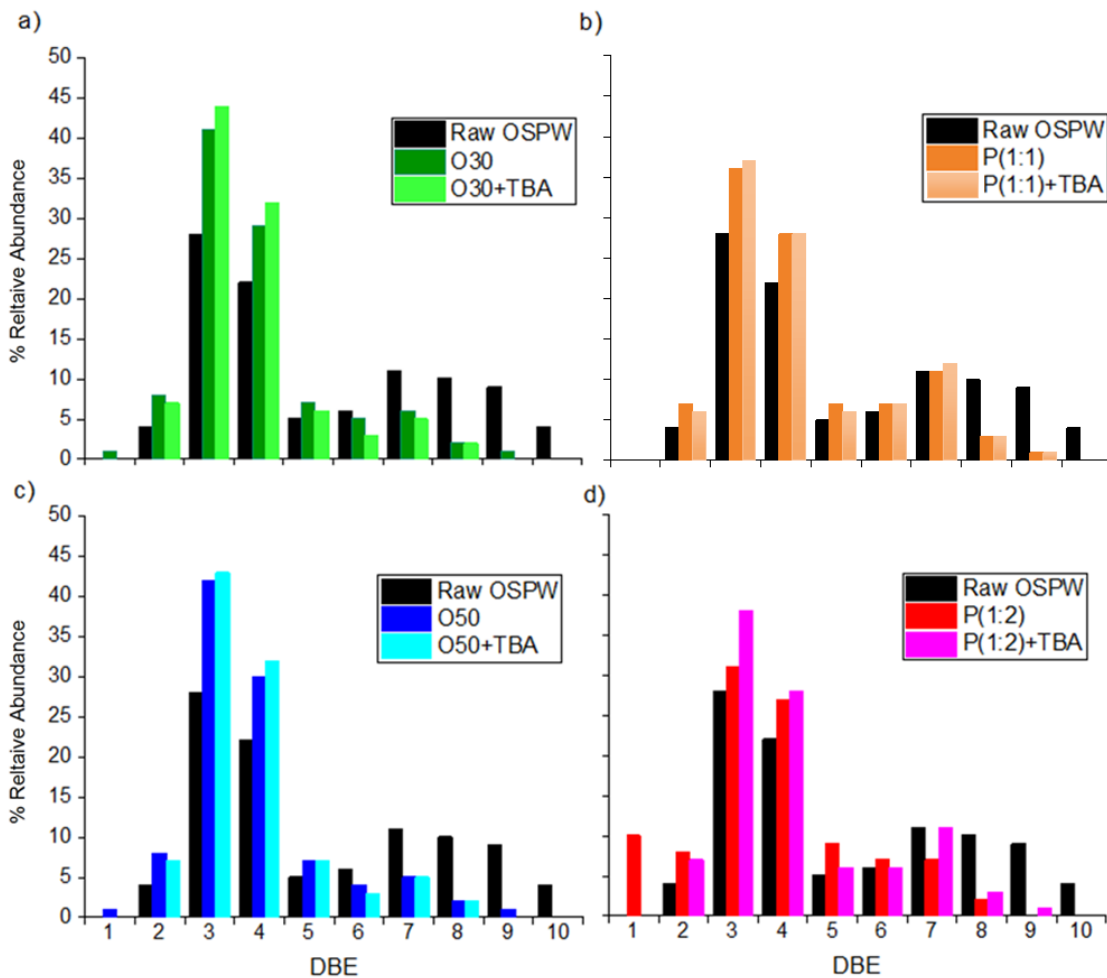 a)
b)
50
45
40
35
30
25
20
15
10
5
0
% Reltaive Abundance
Raw OSPW
O30
O30+TBA
Raw OSPW
P(1:1)
P(1:1)+TBA
c)
d)
50
45
40
35
30
25
20
15
10
5
0
% Reltaive Abundance
Raw OSPW
O50
O50+TBA
Raw OSPW
P(1:2)
P(1:2)+TBA
1 2 3 4 5 6 7 8 9 10
1 2 3 4 5 6 7 8 9 10
DBE
DBE